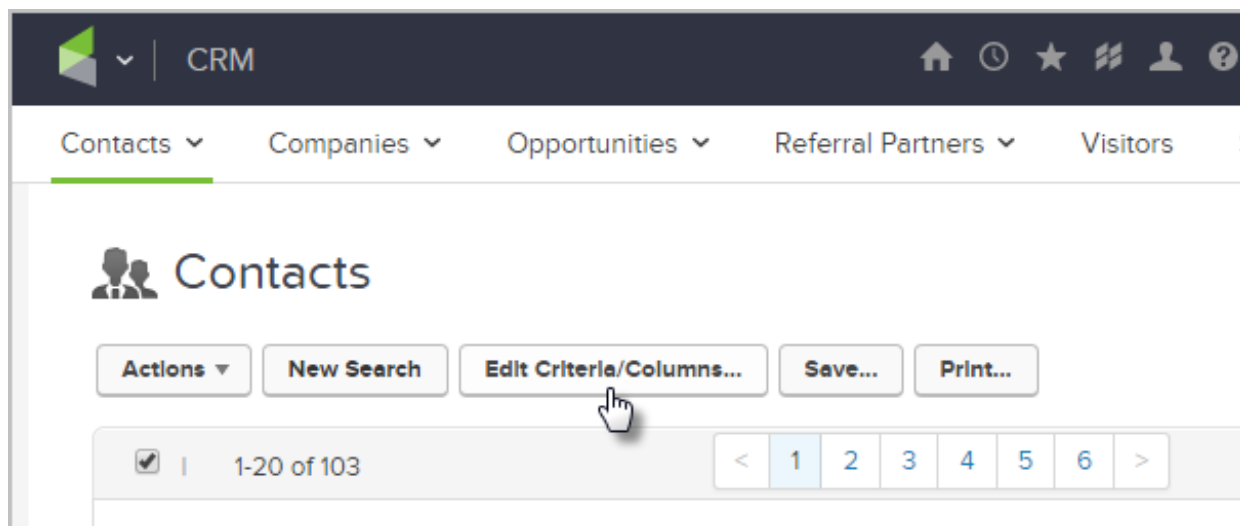 CRM
Contacts Companies Opportunities Referral Partners Visitors
Contacts
Actions New Search Edit Criteria/Columns... Save... Print...
1-20 of 103 < 1 2 3 4 5 6 >